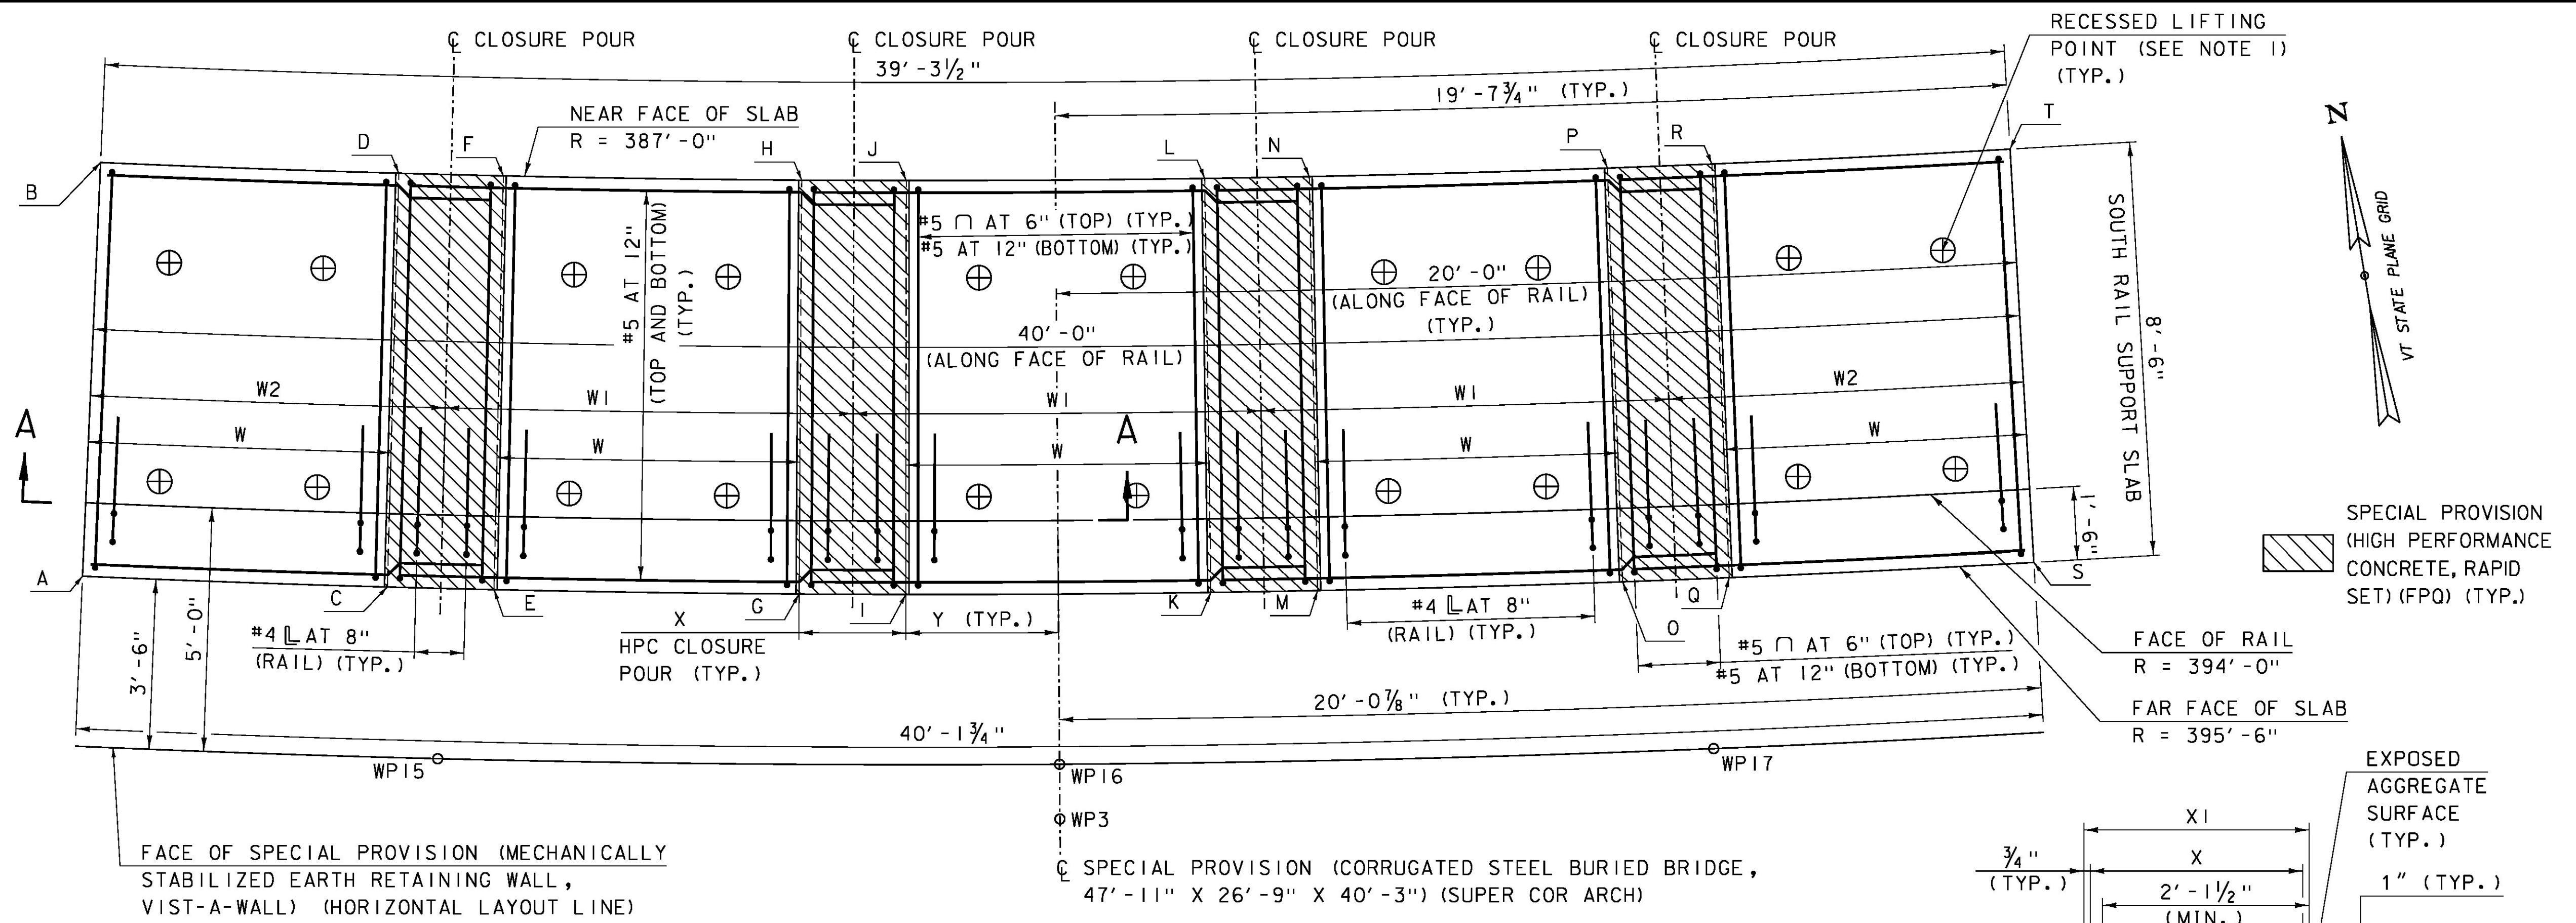 ℄ CLOSURE POUR
℄ CLOSURE POUR
℄ CLOSURE POUR
℄ CLOSURE POUR
RECESSED LIFTING
POINT (SEE NOTE 1)
(TYP.)
39'-3½"
19'-7¾" (TYP.)
NEAR FACE OF SLAB
R = 387'-0"
B
D
F
H
J
L
N
P
R
T
N
VT STATE PLANE GRID
#5 AT 12"
(TOP AND BOTTOM)
(TYP.)
#5 ⊓ AT 6" (TOP) (TYP.)
#5 AT 12" (BOTTOM) (TYP.)
20'-0"
(ALONG FACE OF RAIL)
(TYP.)
40'-0"
(ALONG FACE OF RAIL)
SOUTH RAIL SUPPORT SLAB
8'-6"
W2
W1
W1
W1
W2
A
A
W
W
W
W
W
1'-6"
SPECIAL PROVISION
(HIGH PERFORMANCE
CONCRETE, RAPID
SET) (FPQ) (TYP.)
A
C
E
G
I
K
M
O
Q
S
3'-6"
5'-0"
#4 L AT 8"
(RAIL) (TYP.)
X
HPC CLOSURE
POUR (TYP.)
Y (TYP.)
#4 L AT 8"
(RAIL) (TYP.)
#5 ⊓ AT 6" (TOP) (TYP.)
#5 AT 12" (BOTTOM) (TYP.)
FACE OF RAIL
R = 394'-0"
20'-0⅞" (TYP.)
40'-1¾"
FAR FACE OF SLAB
R = 395'-6"
WP15
WP16
WP17
WP3
FACE OF SPECIAL PROVISION (MECHANICALLY
STABILIZED EARTH RETAINING WALL,
VIST-A-WALL) (HORIZONTAL LAYOUT LINE)
℄ SPECIAL PROVISION (CORRUGATED STEEL BURIED BRIDGE,
47'-11" X 26'-9" X 40'-3") (SUPER COR ARCH)
EXPOSED
AGGREGATE
SURFACE
(TYP.)
X1
¾"
(TYP.)
X
2'-1½"
(MIN.)
1" (TYP.)